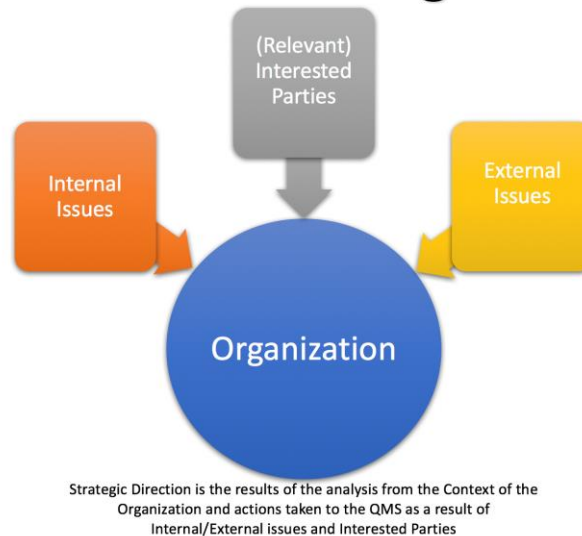 (Relevant)
Interested
Parties
Internal
Issues
External
Issues
Organization
Strategic Direction is the results of the analysis from the Context of the
Organization and actions taken to the QMS as a result of
Internal/External issues and Interested Parties